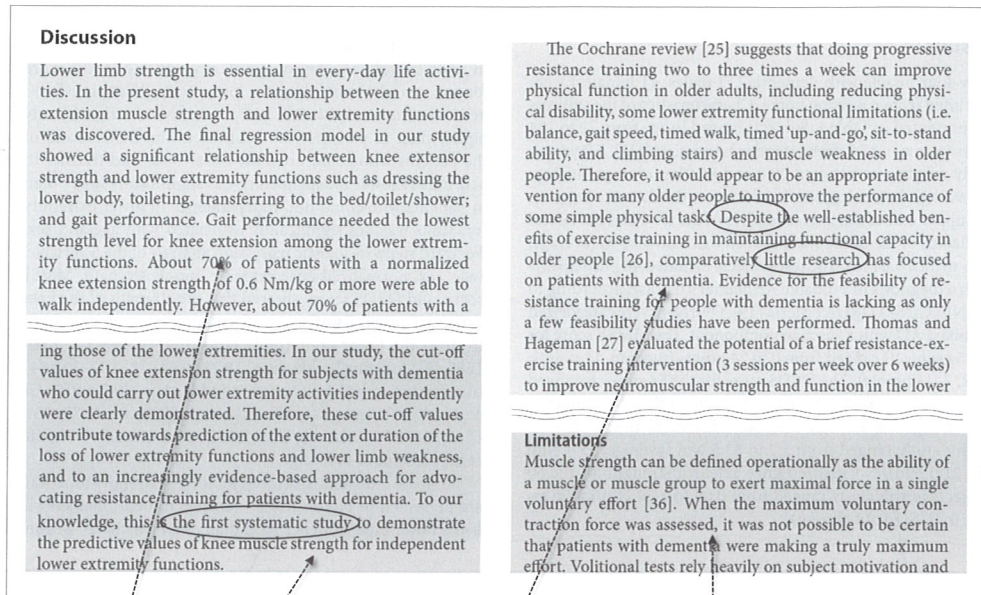 Discussion
Lower limb strength is essential in every-day life activi-
ties. In the present study, a relationship between the knee
extension muscle strength and lower extremity functions
was discovered. The final regression model in our study
showed a significant relationship between knee extensor
strength and lower extremity functions such as dressing the
lower body, toileting, transferring to the bed/toilet/shower;
and gait performance. Gait performance needed the lowest
strength level for knee extension among the lower extrem-
ity functions. About 70% of patients with a normalized
knee extension strength of 0.6 Nm/kg or more were able to
walk independently. However, about 70% of patients with a
ing those of the lower extremities. In our study, the cut-off
values of knee extension strength for subjects with dementia
who could carry out lower extremity activities independently
were clearly demonstrated. Therefore, these cut-off values
contribute towards prediction of the extent or duration of the
loss of lower extremity functions and lower limb weakness,
and to an increasingly evidence-based approach for advo-
cating resistance training for patients with dementia. To our
knowledge, this is the first systematic study to demonstrate
the predictive values of knee muscle strength for independent
lower extremity functions.
The Cochrane review [25] suggests that doing progressive
resistance training two to three times a week can improve
physical function in older adults, including reducing physi-
cal disability, some lower extremity functional limitations (i.e.
balance, gait speed, timed walk, timed 'up-and-go', sit-to-stand
ability, and climbing stairs) and muscle weakness in older
people. Therefore, it would appear to be an appropriate inter-
vention for many older people to improve the performance of
some simple physical tasks. Despite the well-established ben-
efits of exercise training in maintaining functional capacity in
older people [26], comparatively little research has focused
on patients with dementia. Evidence for the feasibility of re-
sistance training for people with dementia is lacking as only
a few feasibility studies have been performed. Thomas and
Hageman [27] evaluated the potential of a brief resistance-ex-
ercise training intervention (3 sessions per week over 6 weeks)
to improve neuromuscular strength and function in the lower
Limitations
Muscle strength can be defined operationally as the ability of
a muscle or muscle group to exert maximal force in a single
voluntary effort [36]. When the maximum voluntary con-
traction force was assessed, it was not possible to be certain
that patients with dementia were making a truly maximum
effort. Volitional tests rely heavily on subject motivation and